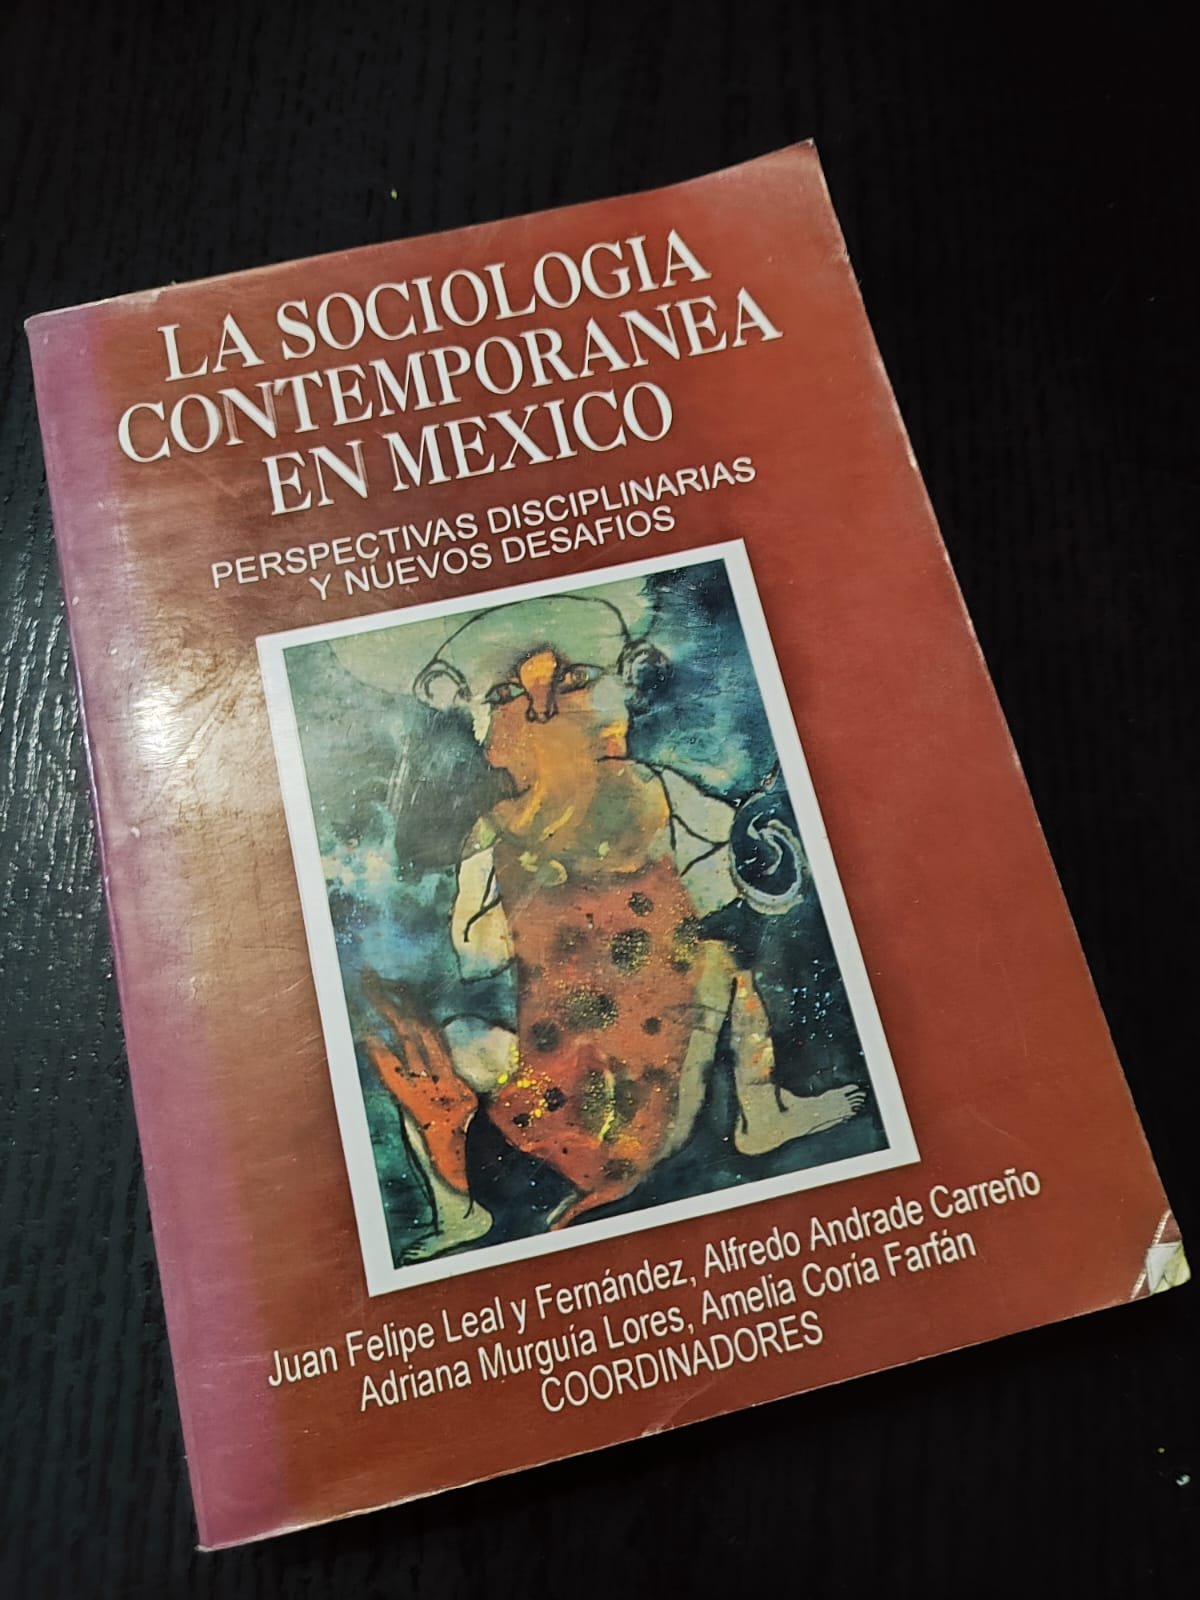 LA SOCIOLOGIA
CONTEMPORANEA
EN MEXICO
PERSPECTIVAS DISCIPLINARIAS
Y NUEVOS DESAFIOS
Juan Felipe Leal y Fernández, Alfredo Andrade Carreño
Adriana Murguía Lores, Amelia Coría Farfán
COORDINADORES